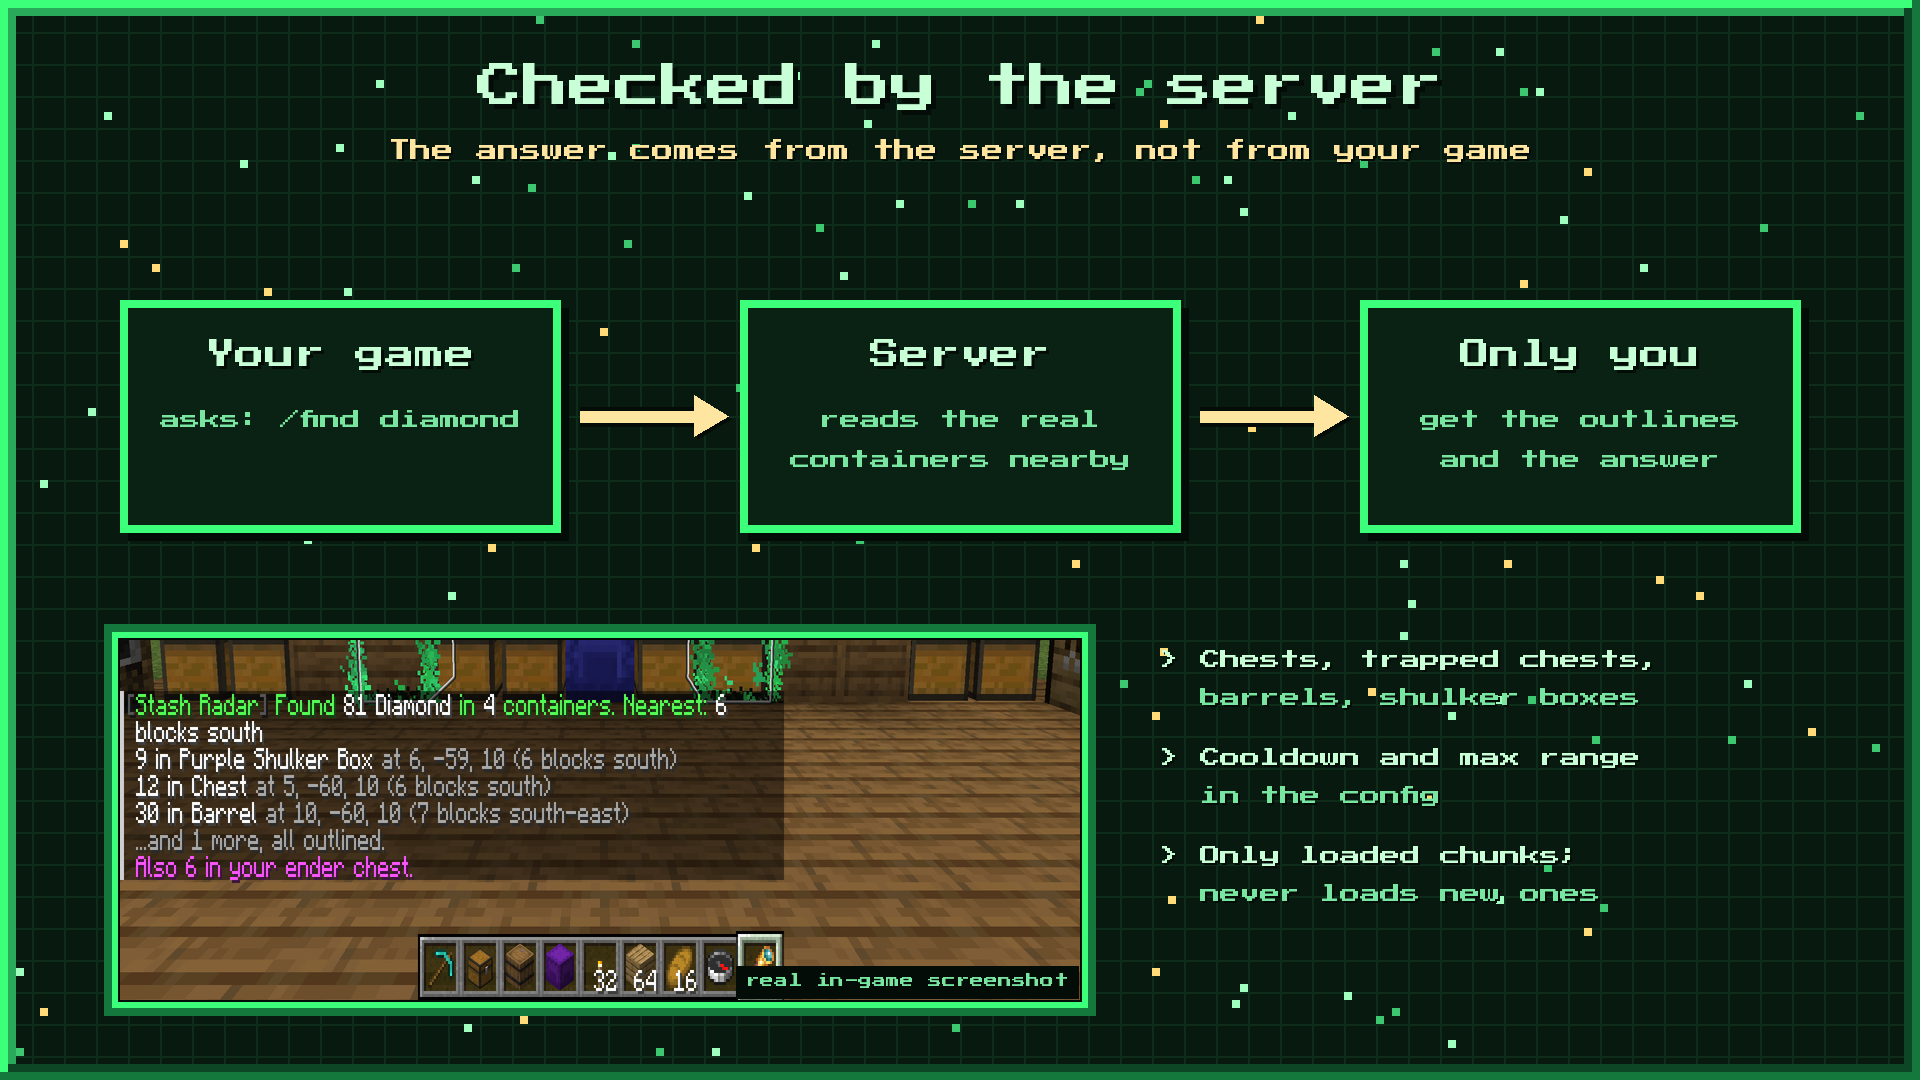 Checked by the server
The answer comes from the server, not from your game
Your game
asks: /find diamond
Server
reads the real
containers nearby
Only you
get the outlines
and the answer
[Stash Radar] Found 81 Diamond in 4 containers. Nearest: 6
blocks south
9 in Purple Shulker Box at 6, -59, 10 (6 blocks south)
12 in Chest at 5, -60, 10 (6 blocks south)
30 in Barrel at 10, -60, 10 (7 blocks south-east)
...and 1 more, all outlined.
Also 6 in your ender chest.
32 64 16
real in-game screenshot
> Chests, trapped chests,
barrels, shulker boxes
> Cooldown and max range
in the config
> Only loaded chunks;
never loads new ones